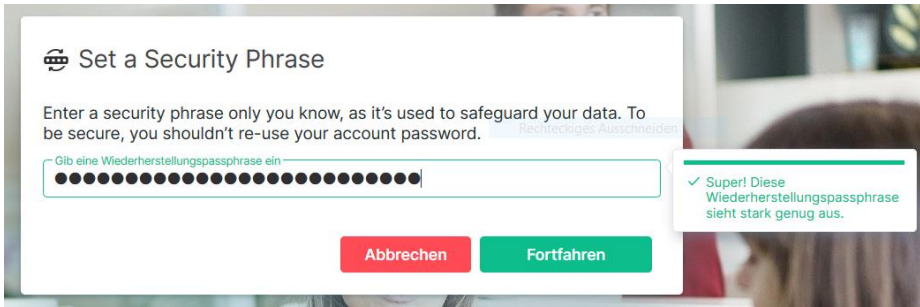 Set a Security Phrase
Enter a security phrase only you know, as it’s used to safeguard your data. To
be secure, you shouldn’t re-use your account password.
Rechteckiges Ausschneiden
Gib eine Wiederherstellungspassphrase ein
●●●●●●●●●●●●●●●●●●●●●●●●●●
Super! Diese
Wiederherstellungspassphrase
sieht stark genug aus.
Abbrechen
Fortfahren